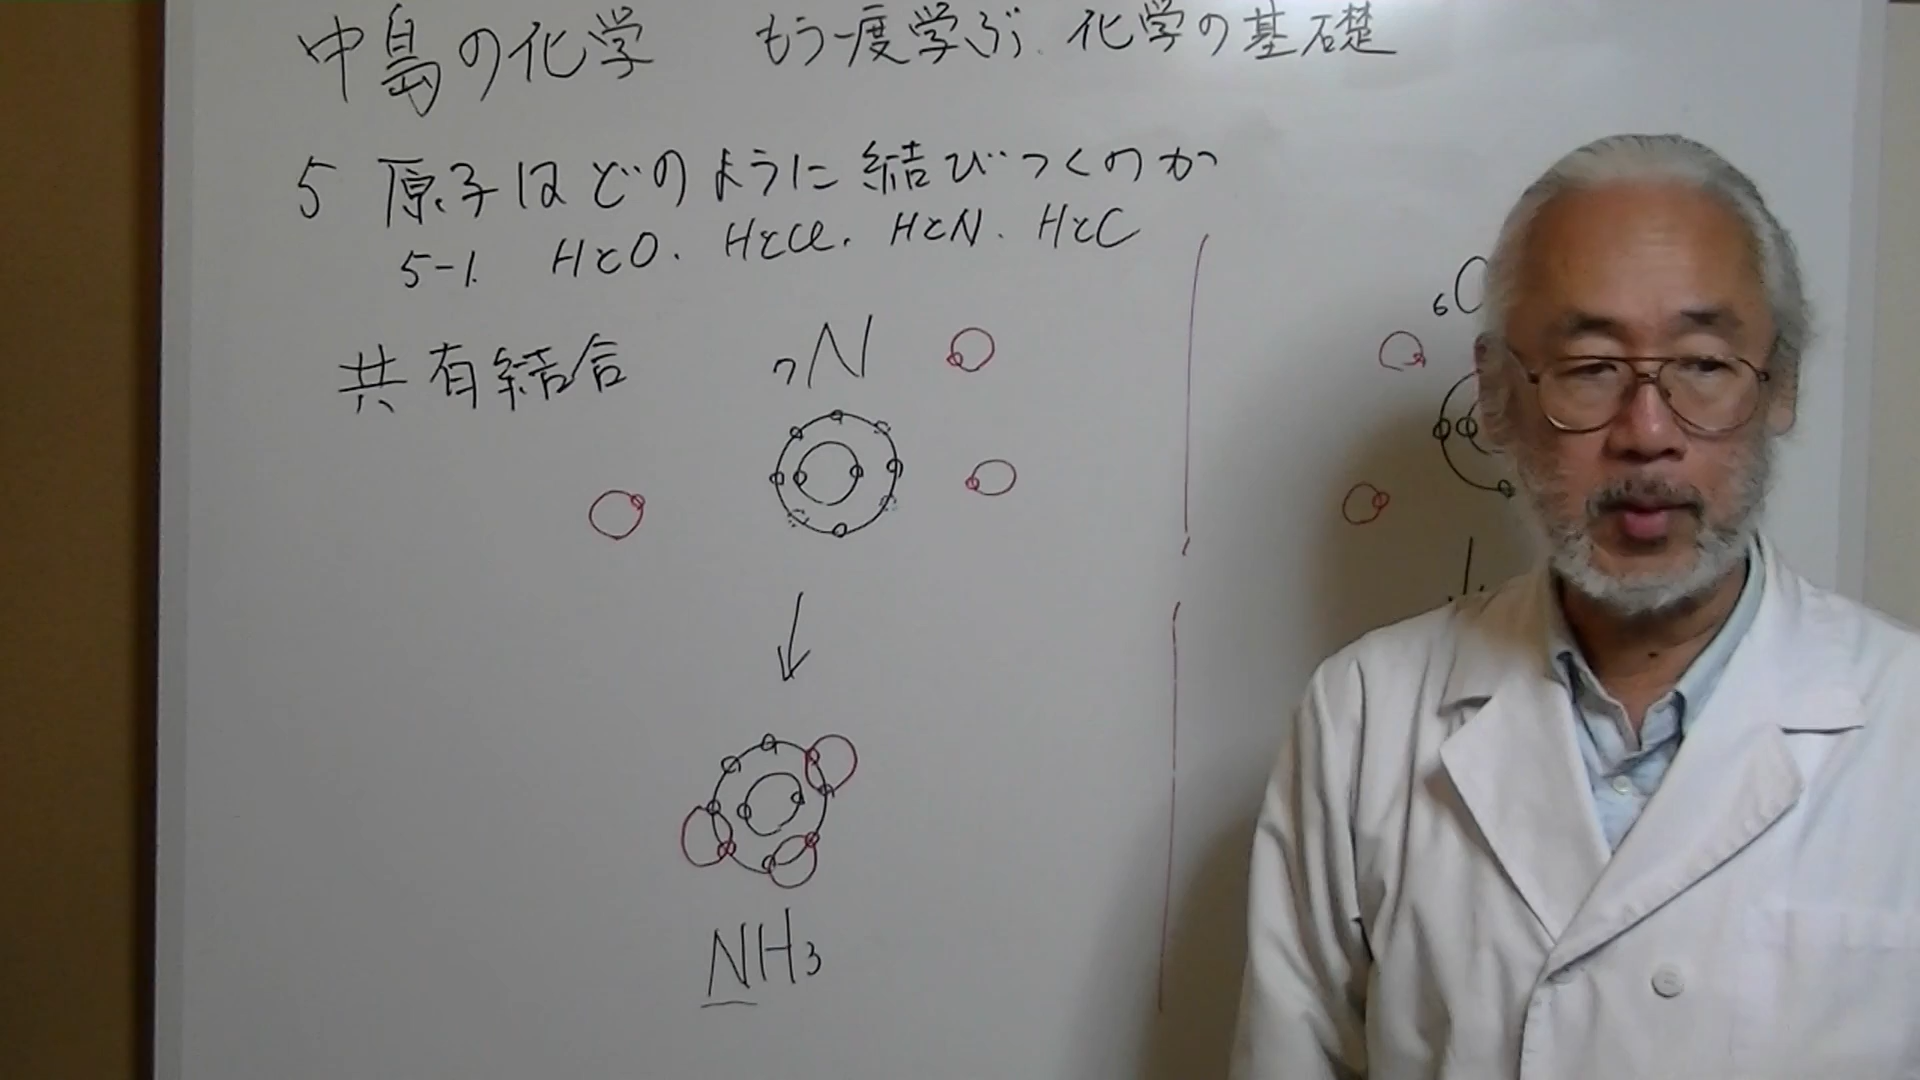 中島の化学 もう一度学ぶ 化学の基礎
5 原子はどのように結びつくのか
5-1. HとO. HとCl. HとN. HとC
共有結合
7N
6C
NH3